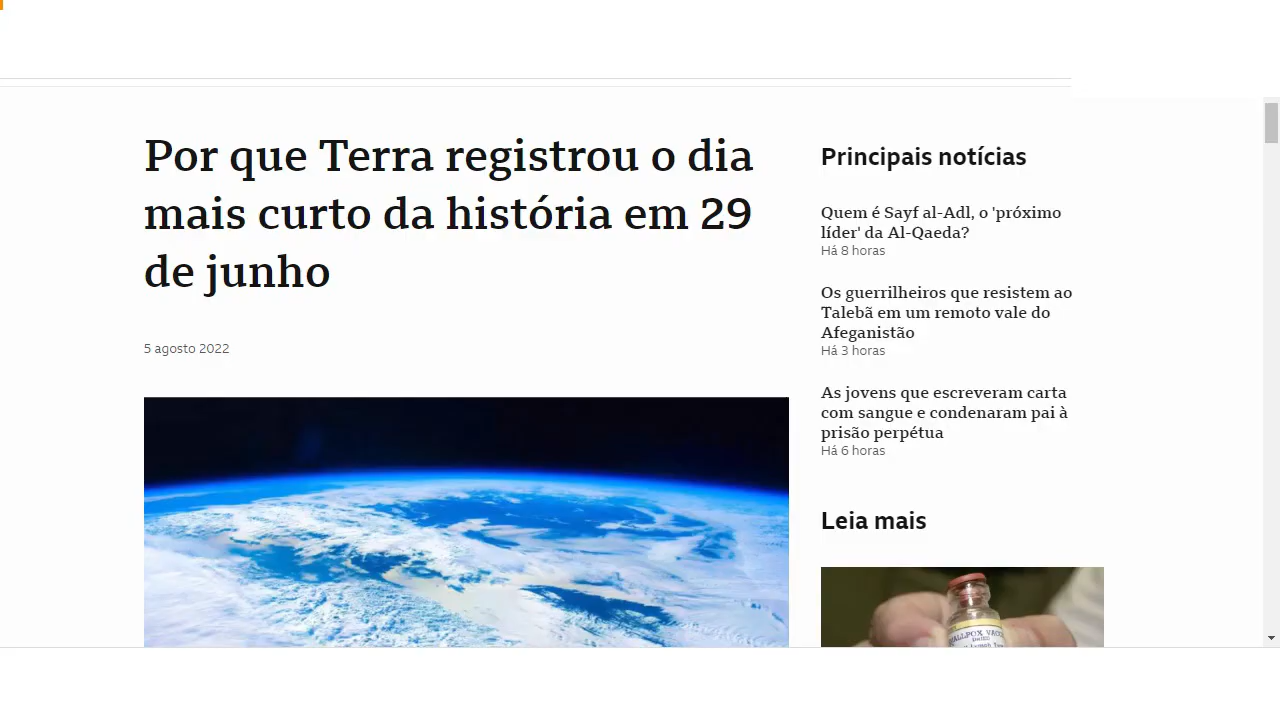 Por que Terra registrou o dia
mais curto da história em 29
de junho
5 agosto 2022
Principais notícias
Quem é Sayf al-Adl, o 'próximo
líder' da Al-Qaeda?
Há 8 horas
Os guerrilheiros que resistem ao
Talebã em um remoto vale do
Afeganistão
Há 3 horas
As jovens que escreveram carta
com sangue e condenaram pai à
prisão perpétua
Há 6 horas
Leia mais